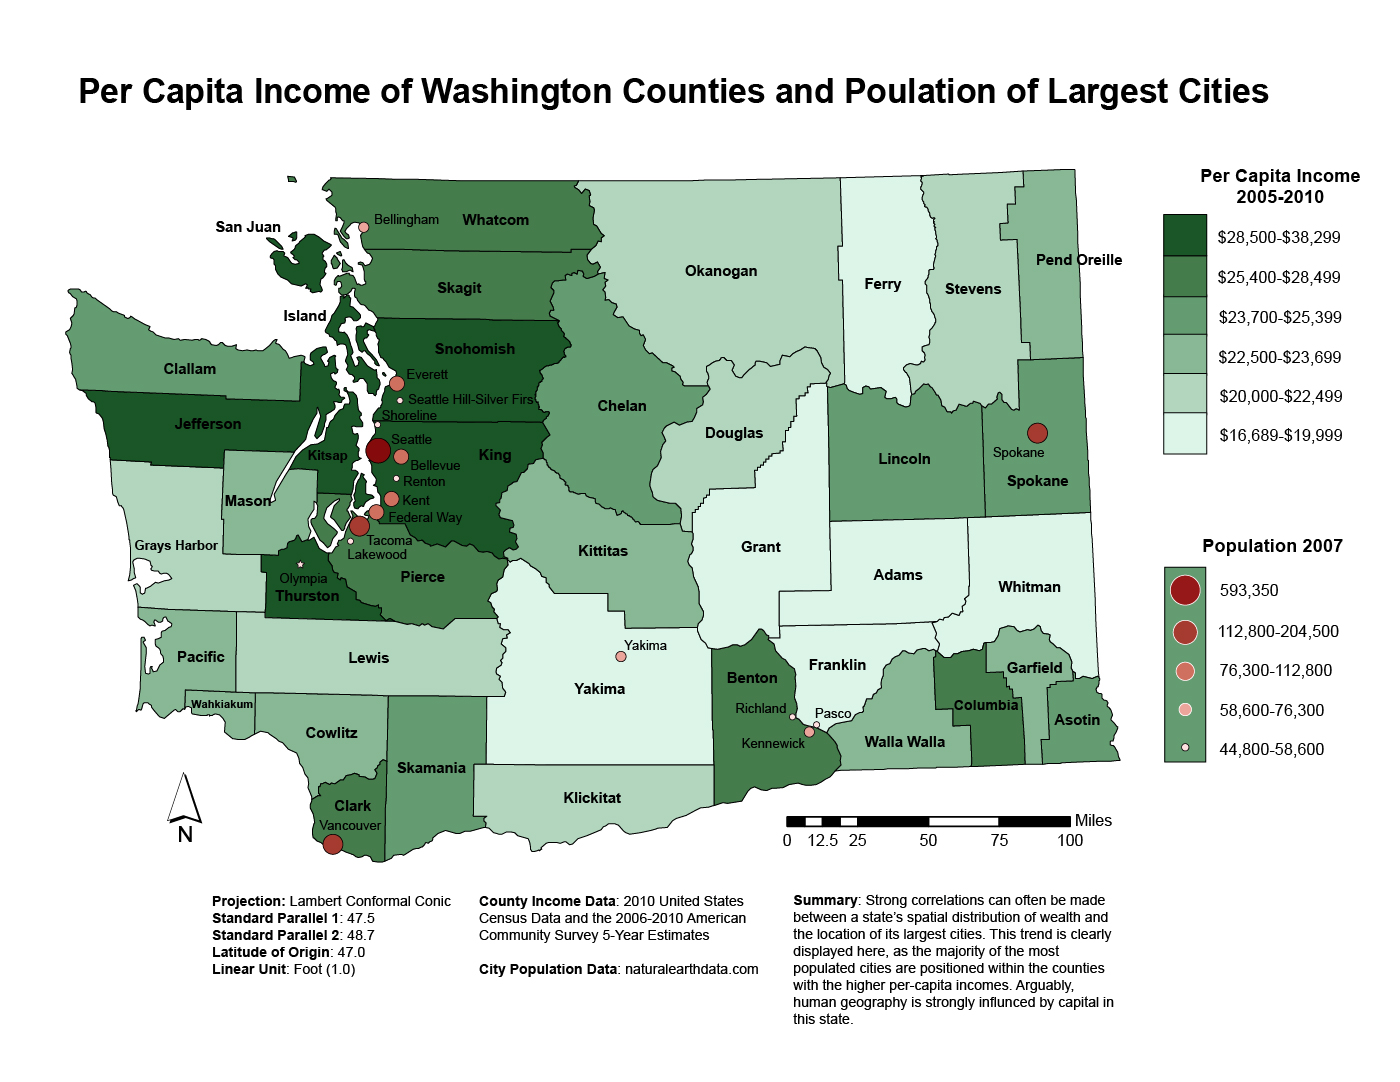 Per Capita Income of Washington Counties and Poulation of Largest Cities
Per Capita Income
2005-2010
$28,500-$38,299
$25,400-$28,499
$23,700-$25,399
$22,500-$23,699
$20,000-$22,499
$16,689-$19,999
Population 2007
593,350
112,800-204,500
76,300-112,800
58,600-76,300
44,800-58,600
San Juan
Bellingham
Whatcom
Okanogan
Ferry
Stevens
Pend Oreille
Skagit
Island
Snohomish
Clallam
Everett
Seattle Hill-Silver Firs
Shoreline
Chelan
Jefferson
Seattle
Kitsap
King
Bellevue
Renton
Douglas
Lincoln
Spokane
Spokane
Mason
Kent
Federal Way
Grays Harbor
Tacoma
Lakewood
Kittitas
Grant
Adams
Whitman
Olympia
Thurston
Pierce
Pacific
Lewis
Yakima
Yakima
Benton
Franklin
Garfield
Wahkiakum
Richland
Pasco
Columbia
Asotin
Cowlitz
Kennewick
Walla Walla
Skamania
Klickitat
Clark
Vancouver
N
Miles
0 12.5 25 50 75 100
Projection: Lambert Conformal Conic
Standard Parallel 1: 47.5
Standard Parallel 2: 48.7
Latitude of Origin: 47.0
Linear Unit: Foot (1.0)
County Income Data: 2010 United States
Census Data and the 2006-2010 American
Community Survey 5-Year Estimates
City Population Data: naturalearthdata.com
Summary: Strong correlations can often be made
between a state's spatial distribution of wealth and
the location of its largest cities. This trend is clearly
displayed here, as the majority of the most
populated cities are positioned within the counties
with the higher per-capita incomes. Arguably,
human geography is strongly influnced by capital in
this state.